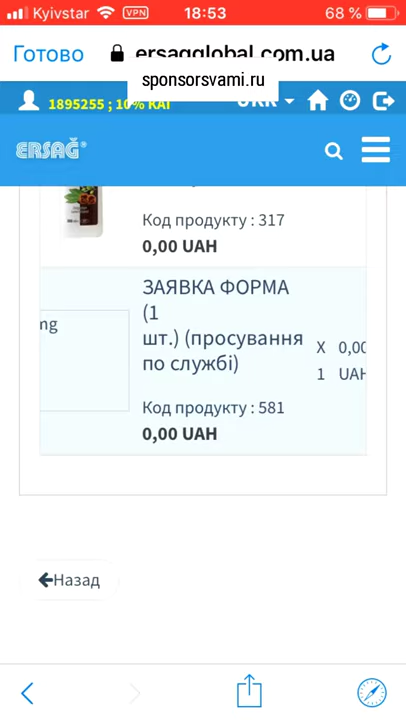 Kyivstar VPN 18:53 68 %
Готово ersagglobal.com.ua
sponsorsvami.ru
1895255 ; 10% КАГ UKR
ERSAĞ®
Код продукту : 317
0,00 UAH
ЗАЯВКА ФОРМА
(1
шт.) (просування
по службі)
ng
X 0,00
1 UAH
Код продукту : 581
0,00 UAH
Назад